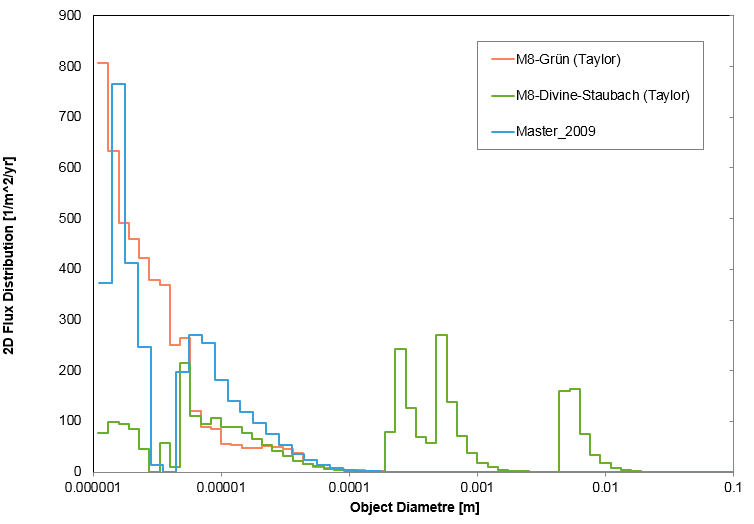 900
800
700
600
500
400
300
200
100
0
2D Flux Distribution [1/m^2/yr]
M8-Grün (Taylor)
M8-Divine-Staubach (Taylor)
Master_2009
0.000001 0.00001 0.0001 0.001 0.01 0.1
Object Diametre [m]